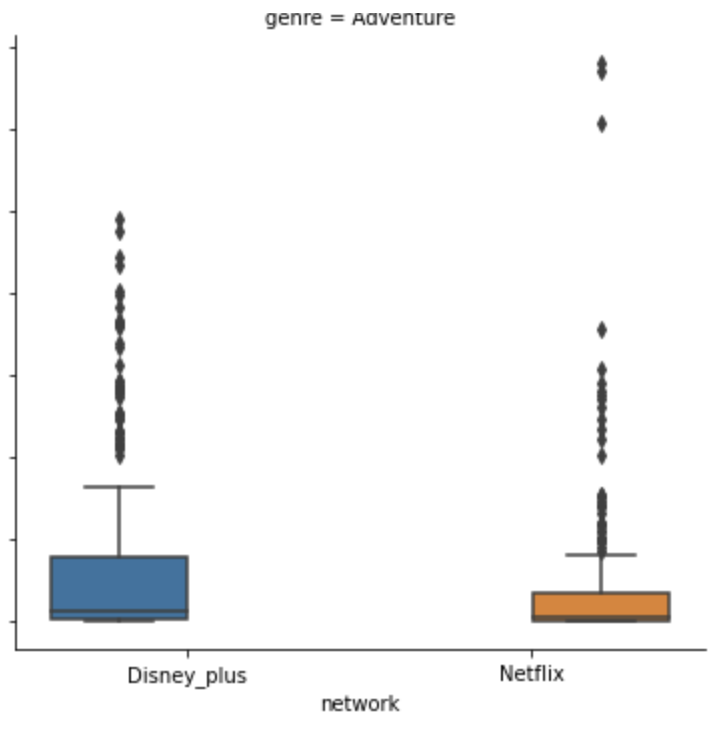 genre = Adventure
Disney_plus
Netflix
network